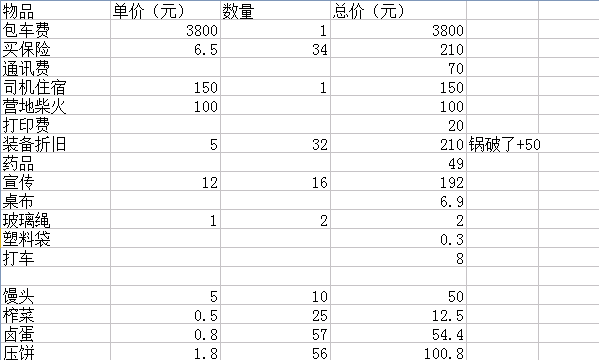 物品 单价（元） 数量 总价（元）
包车费 3800 1 3800
买保险 6.5 34 210
通讯费 70
司机住宿 150 1 150
营地柴火 100 100
打印费 20
装备折旧 5 32 210 锅破了+50
药品 49
宣传 12 16 192
桌布 6.9
玻璃绳 1 2 2
塑料袋 0.3
打车 8
馒头 5 10 50
榨菜 0.5 25 12.5
卤蛋 0.8 57 54.4
压饼 1.8 56 100.8